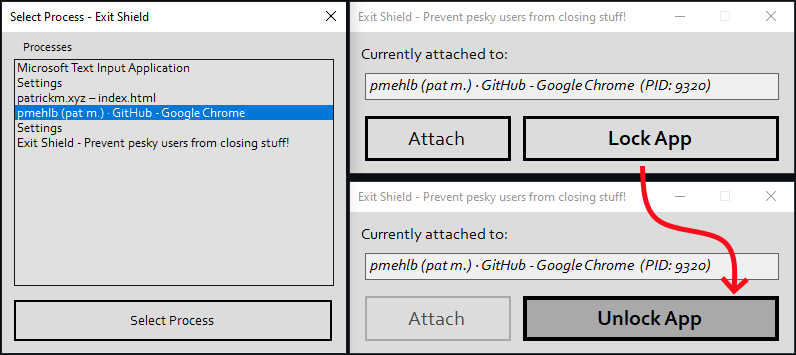 Select Process - Exit Shield
Processes
Microsoft Text Input Application
Settings
patrickm.xyz – index.html
pmehlb (pat m.) · GitHub - Google Chrome
Settings
Exit Shield - Prevent pesky users from closing stuff!
Select Process
Exit Shield - Prevent pesky users from closing stuff!
Currently attached to:
pmehlb (pat m.) · GitHub - Google Chrome (PID: 9320)
Attach
Lock App
Exit Shield - Prevent pesky users from closing stuff!
Currently attached to:
pmehlb (pat m.) · GitHub - Google Chrome (PID: 9320)
Attach
Unlock App